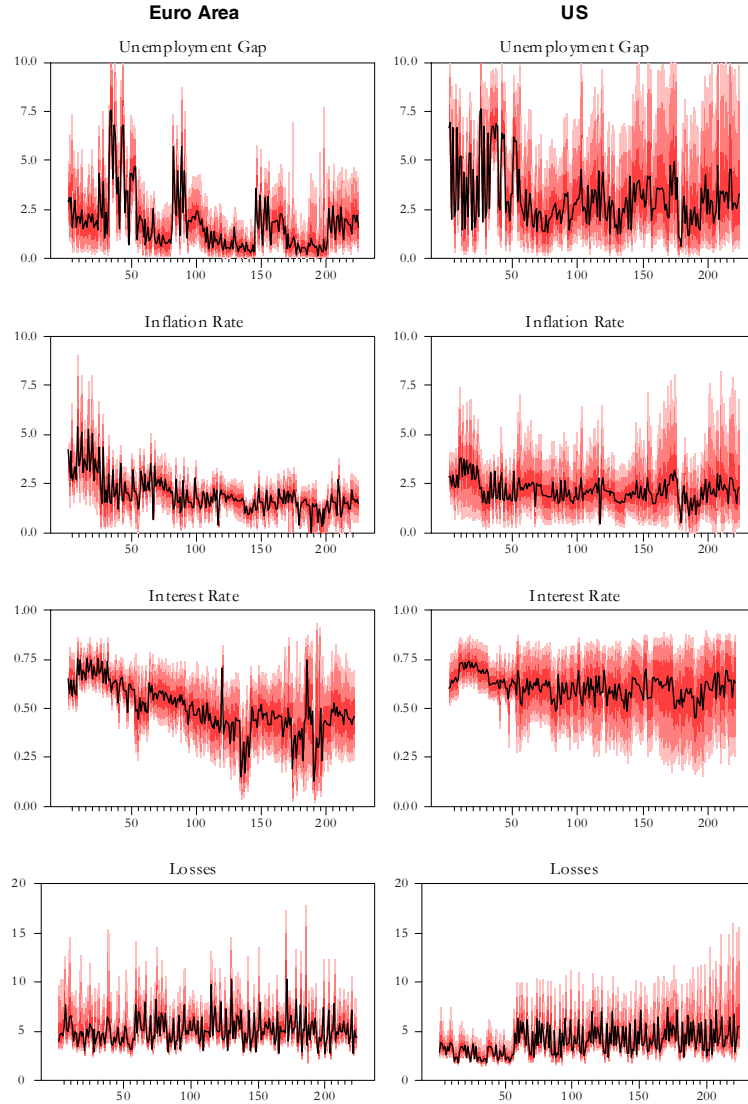 Euro Area US
Unemployment Gap Unemployment Gap
10.0 10.0
7.5 7.5
5.0 5.0
2.5 2.5
0.0 0.0
50 100 150 200 50 100 150 200
Inflation Rate Inflation Rate
10.0 10.0
7.5 7.5
5.0 5.0
2.5 2.5
0.0 0.0
50 100 150 200 50 100 150 200
Interest Rate Interest Rate
1.00 1.00
0.75 0.75
0.50 0.50
0.25 0.25
0.00 0.00
50 100 150 200 50 100 150 200
Losses Losses
20 20
15 15
10 10
5 5
0 0
50 100 150 200 50 100 150 200